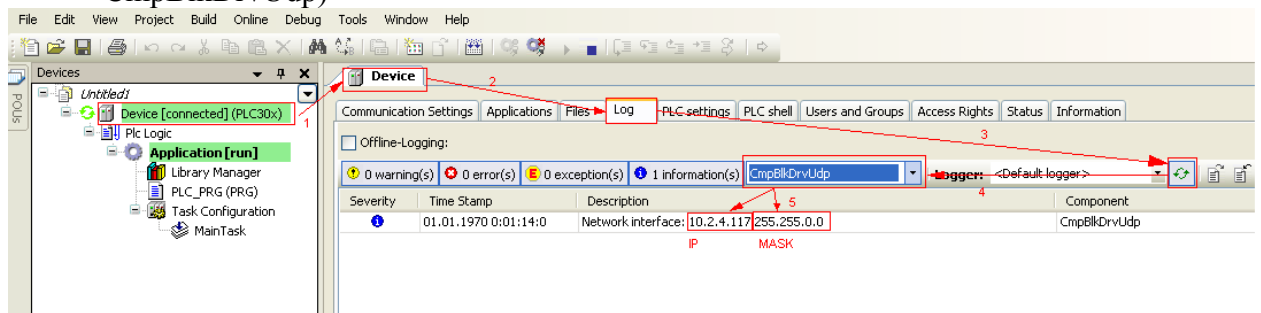 CmpBlkDrvUdp)
File Edit View Project Build Online Debug Tools Window Help
Devices
POUs
Untitled1
Device [connected] (PLC30x)
1
Plc Logic
Application [run]
Library Manager
PLC_PRG (PRG)
Task Configuration
MainTask
Device
2
Communication Settings Applications Files Log PLC settings PLC shell Users and Groups Access Rights Status Information
3
Offline-Logging:
0 warning(s) 0 error(s) E 0 exception(s) 1 information(s) CmpBlkDrvUdp Logger: <Default logger>
4
Severity Time Stamp Description Component
5
01.01.1970 0:01:14:0 Network interface: 10.2.4.117 255.255.0.0 CmpBlkDrvUdp
IP MASK